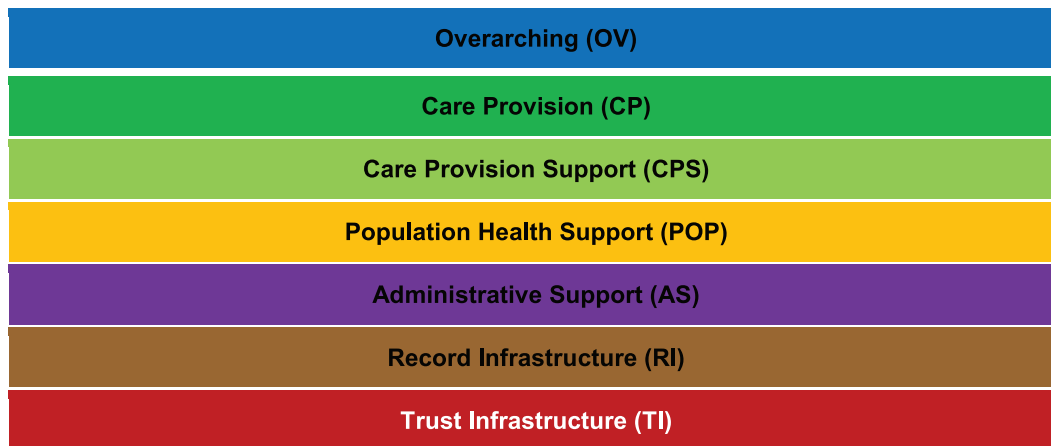 Overarching (OV)
Care Provision (CP)
Care Provision Support (CPS)
Population Health Support (POP)
Administrative Support (AS)
Record Infrastructure (RI)
Trust Infrastructure (TI)